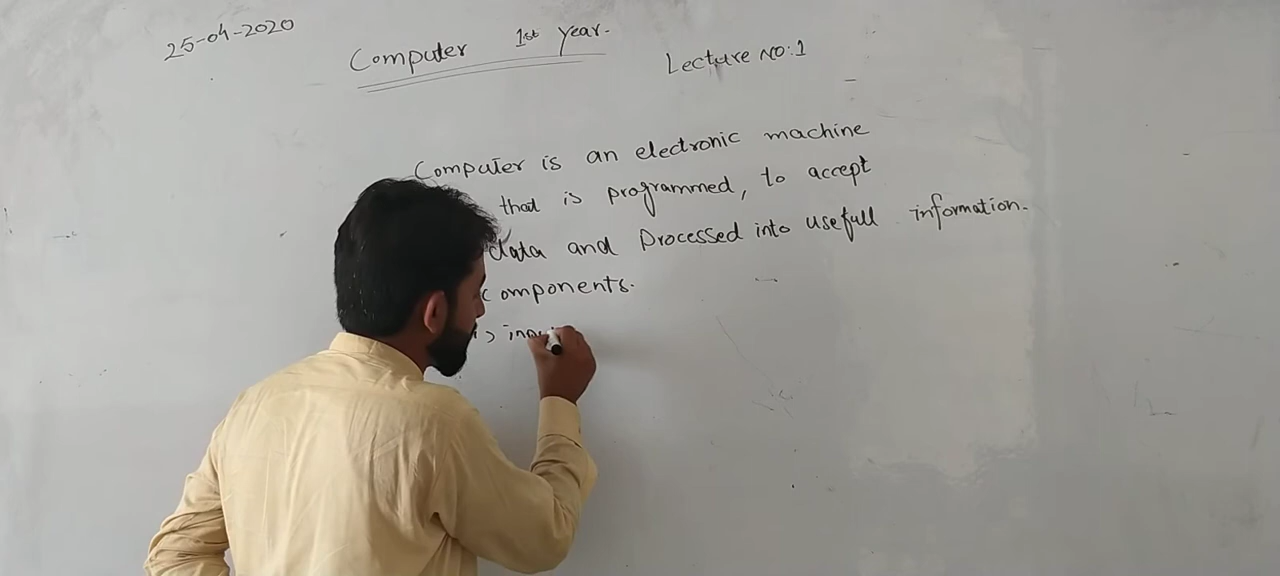 25-04-2020
Computer 1st Year.
Lecture NO:1
Computer is an electronic machine
that is programmed, to accept
data and Processed into usefull information.
components.